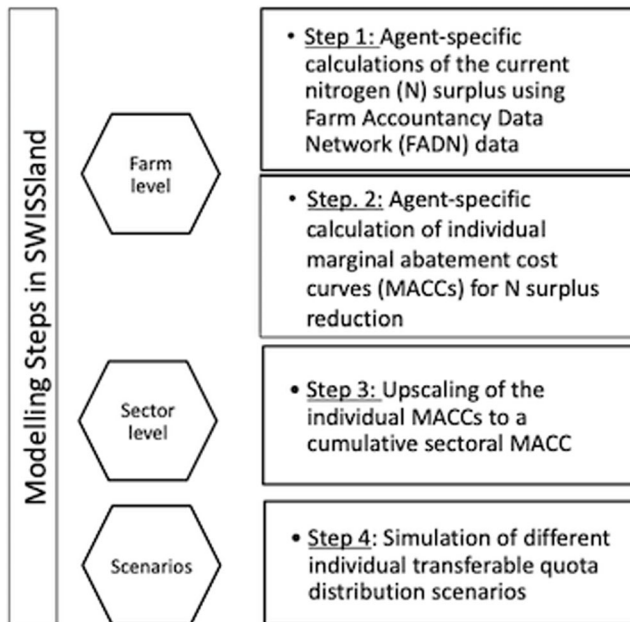 Modelling Steps in SWISSland
Farm
level
• Step 1: Agent-specific
calculations of the current
nitrogen (N) surplus using
Farm Accountancy Data
Network (FADN) data
• Step. 2: Agent-specific
calculation of individual
marginal abatement cost
curves (MACCs) for N surplus
reduction
Sector
level
• Step 3: Upscaling of the
individual MACCs to a
cumulative sectoral MACC
Scenarios
• Step 4: Simulation of different
individual transferable quota
distribution scenarios